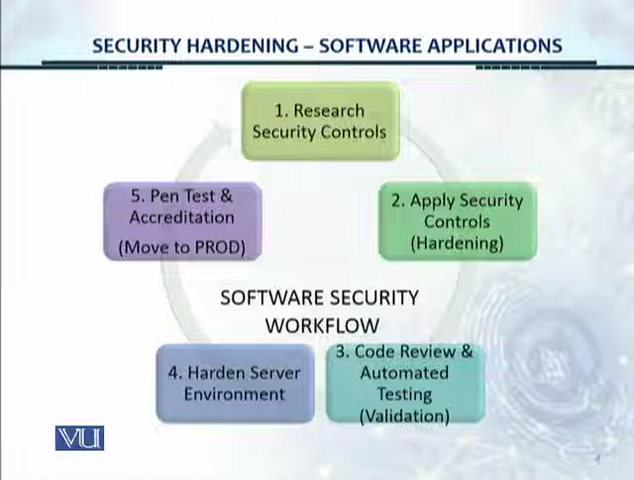 SECURITY HARDENING – SOFTWARE APPLICATIONS
1. Research
Security Controls
2. Apply Security
Controls
(Hardening)
3. Code Review &
Automated
Testing
(Validation)
4. Harden Server
Environment
5. Pen Test &
Accreditation
(Move to PROD)
SOFTWARE SECURITY
WORKFLOW
VU
4